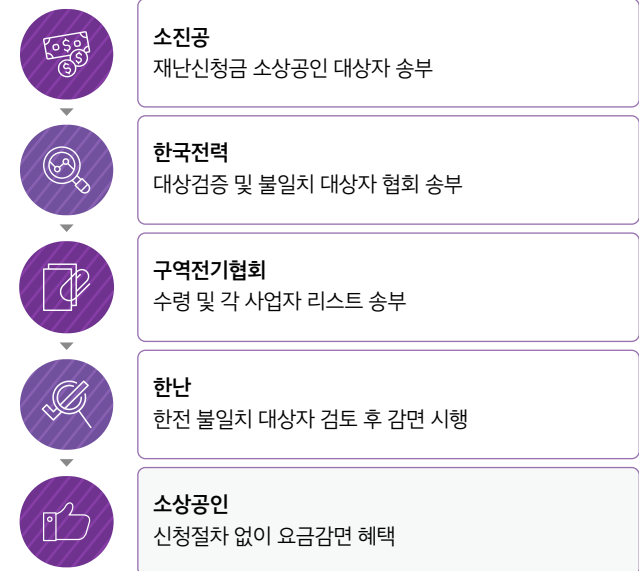 소진공
재난신청금 소상공인 대상자 송부
한국전력
대상검증 및 불일치 대상자 협회 송부
구역전기협회
수령 및 각 사업자 리스트 송부
한난
한전 불일치 대상자 검토 후 감면 시행
소상공인
신청절차 없이 요금감면 혜택